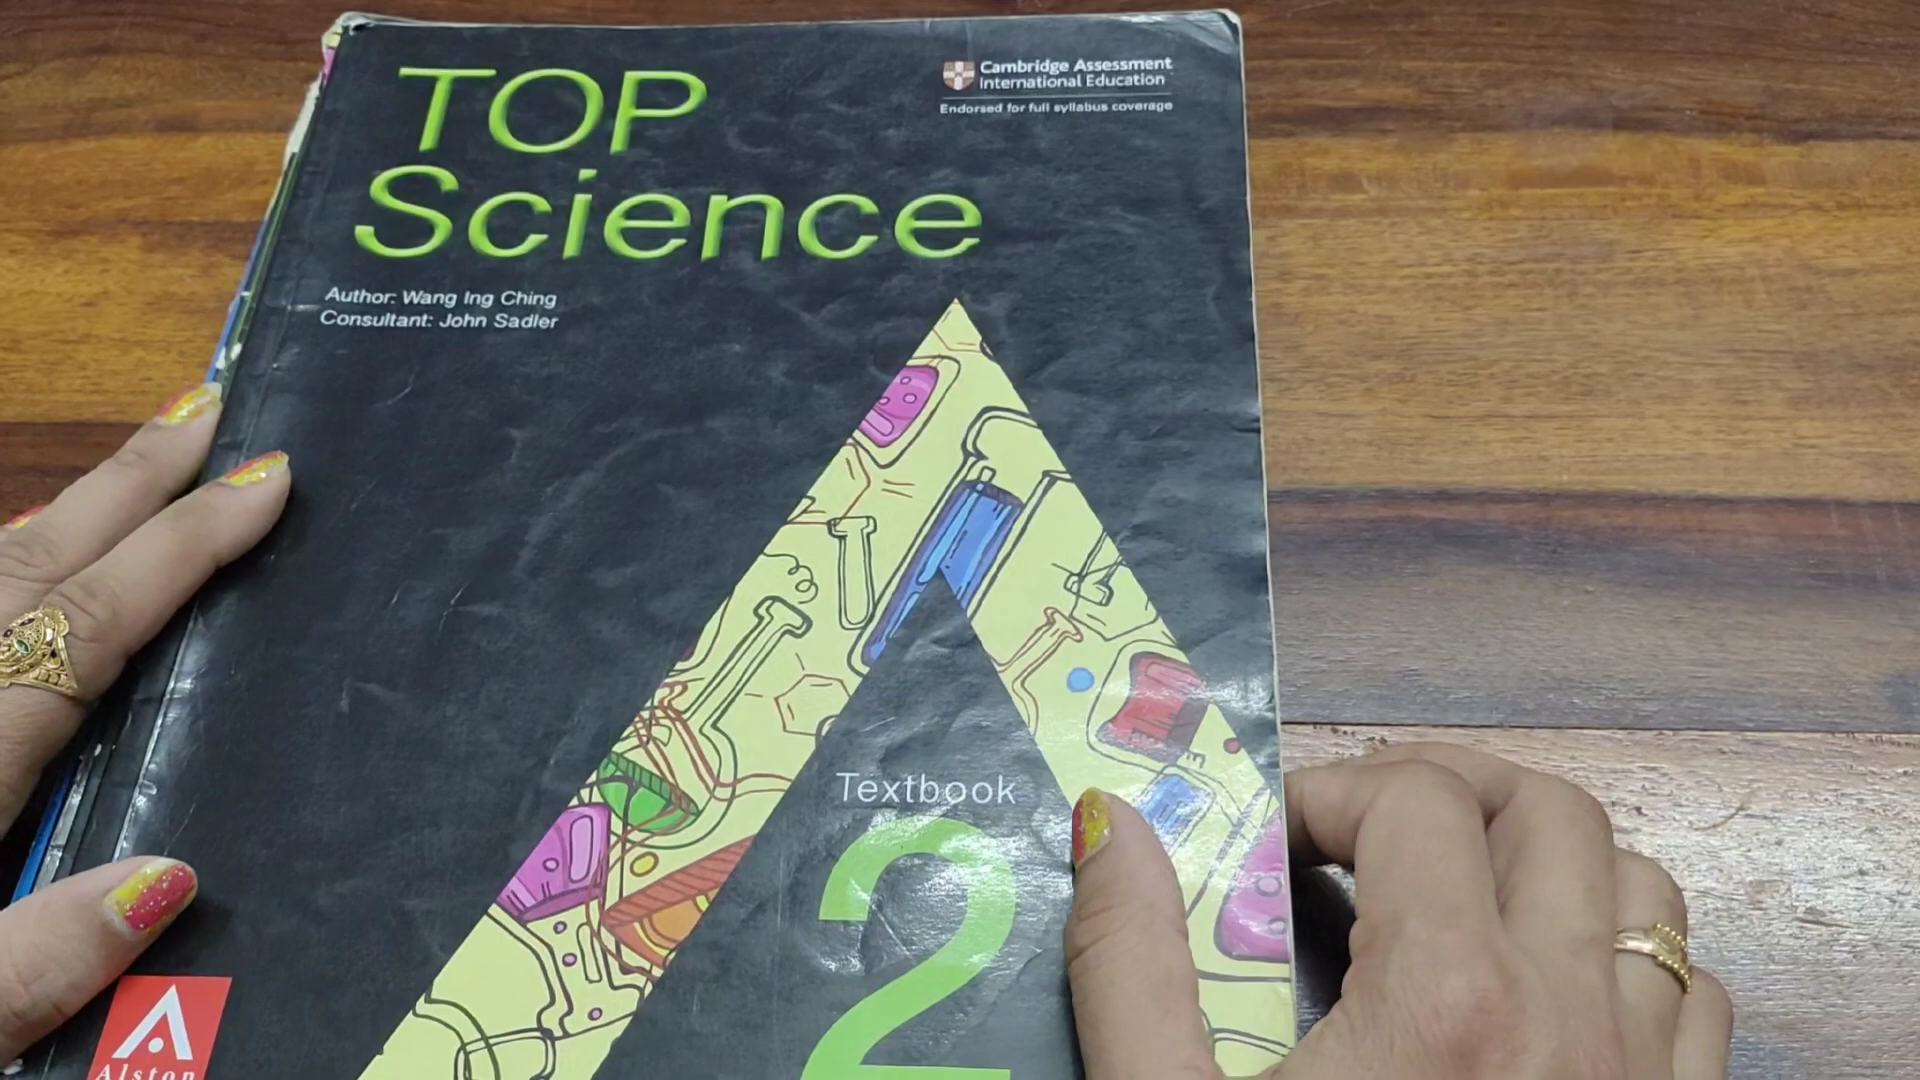 TOP
Science
Cambridge Assessment
International Education
Endorsed for full syllabus coverage
Author: Wang Ing Ching
Consultant: John Sadler
Textbook
2
Alston